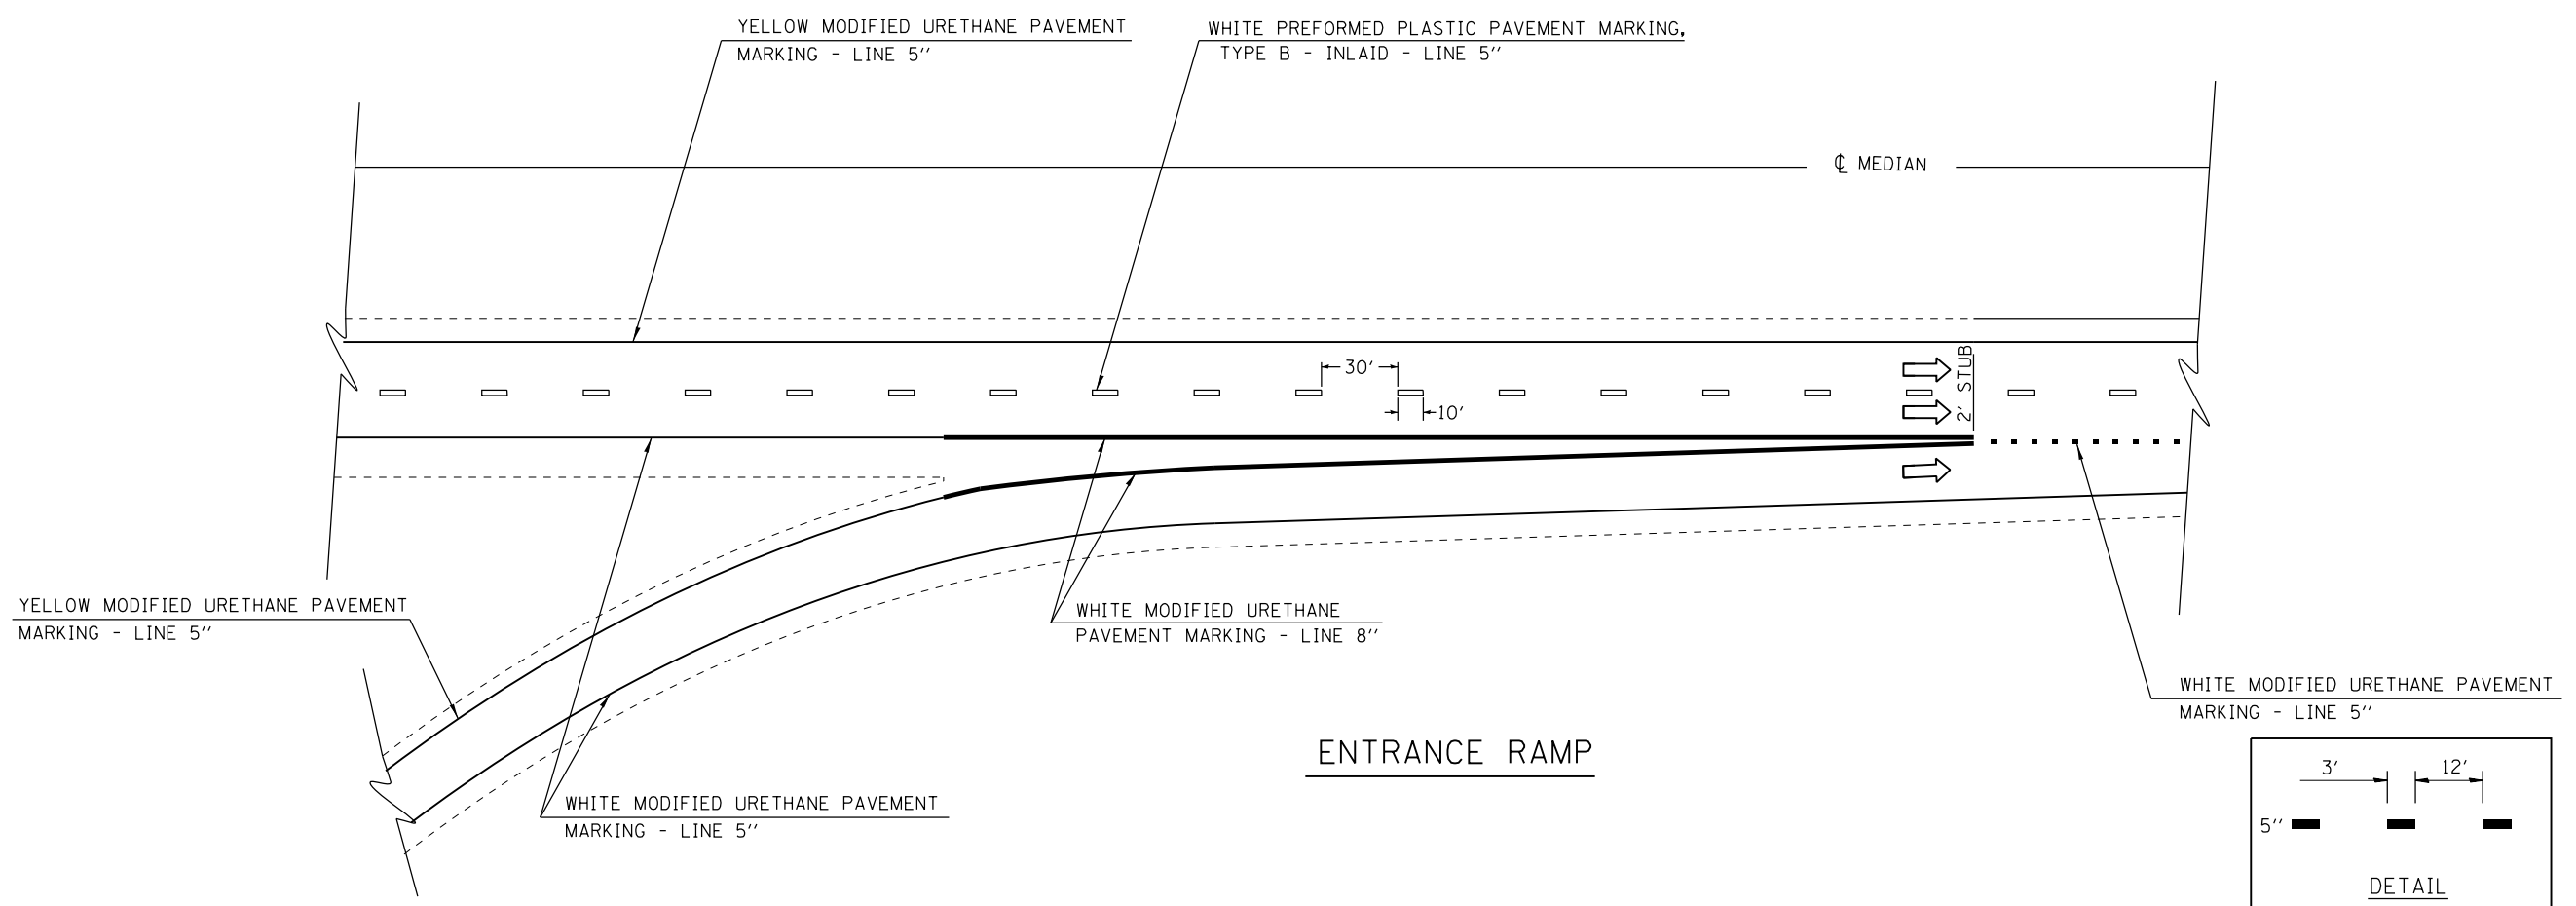 YELLOW MODIFIED URETHANE PAVEMENT
MARKING - LINE 5''
WHITE PREFORMED PLASTIC PAVEMENT MARKING,
TYPE B - INLAID - LINE 5''
℄ MEDIAN
30'
10'
2' STUB
YELLOW MODIFIED URETHANE PAVEMENT
MARKING - LINE 5''
WHITE MODIFIED URETHANE
PAVEMENT MARKING - LINE 8''
WHITE MODIFIED URETHANE PAVEMENT
MARKING - LINE 5''
ENTRANCE RAMP
WHITE MODIFIED URETHANE PAVEMENT
MARKING - LINE 5''
3' 12'
5''
DETAIL